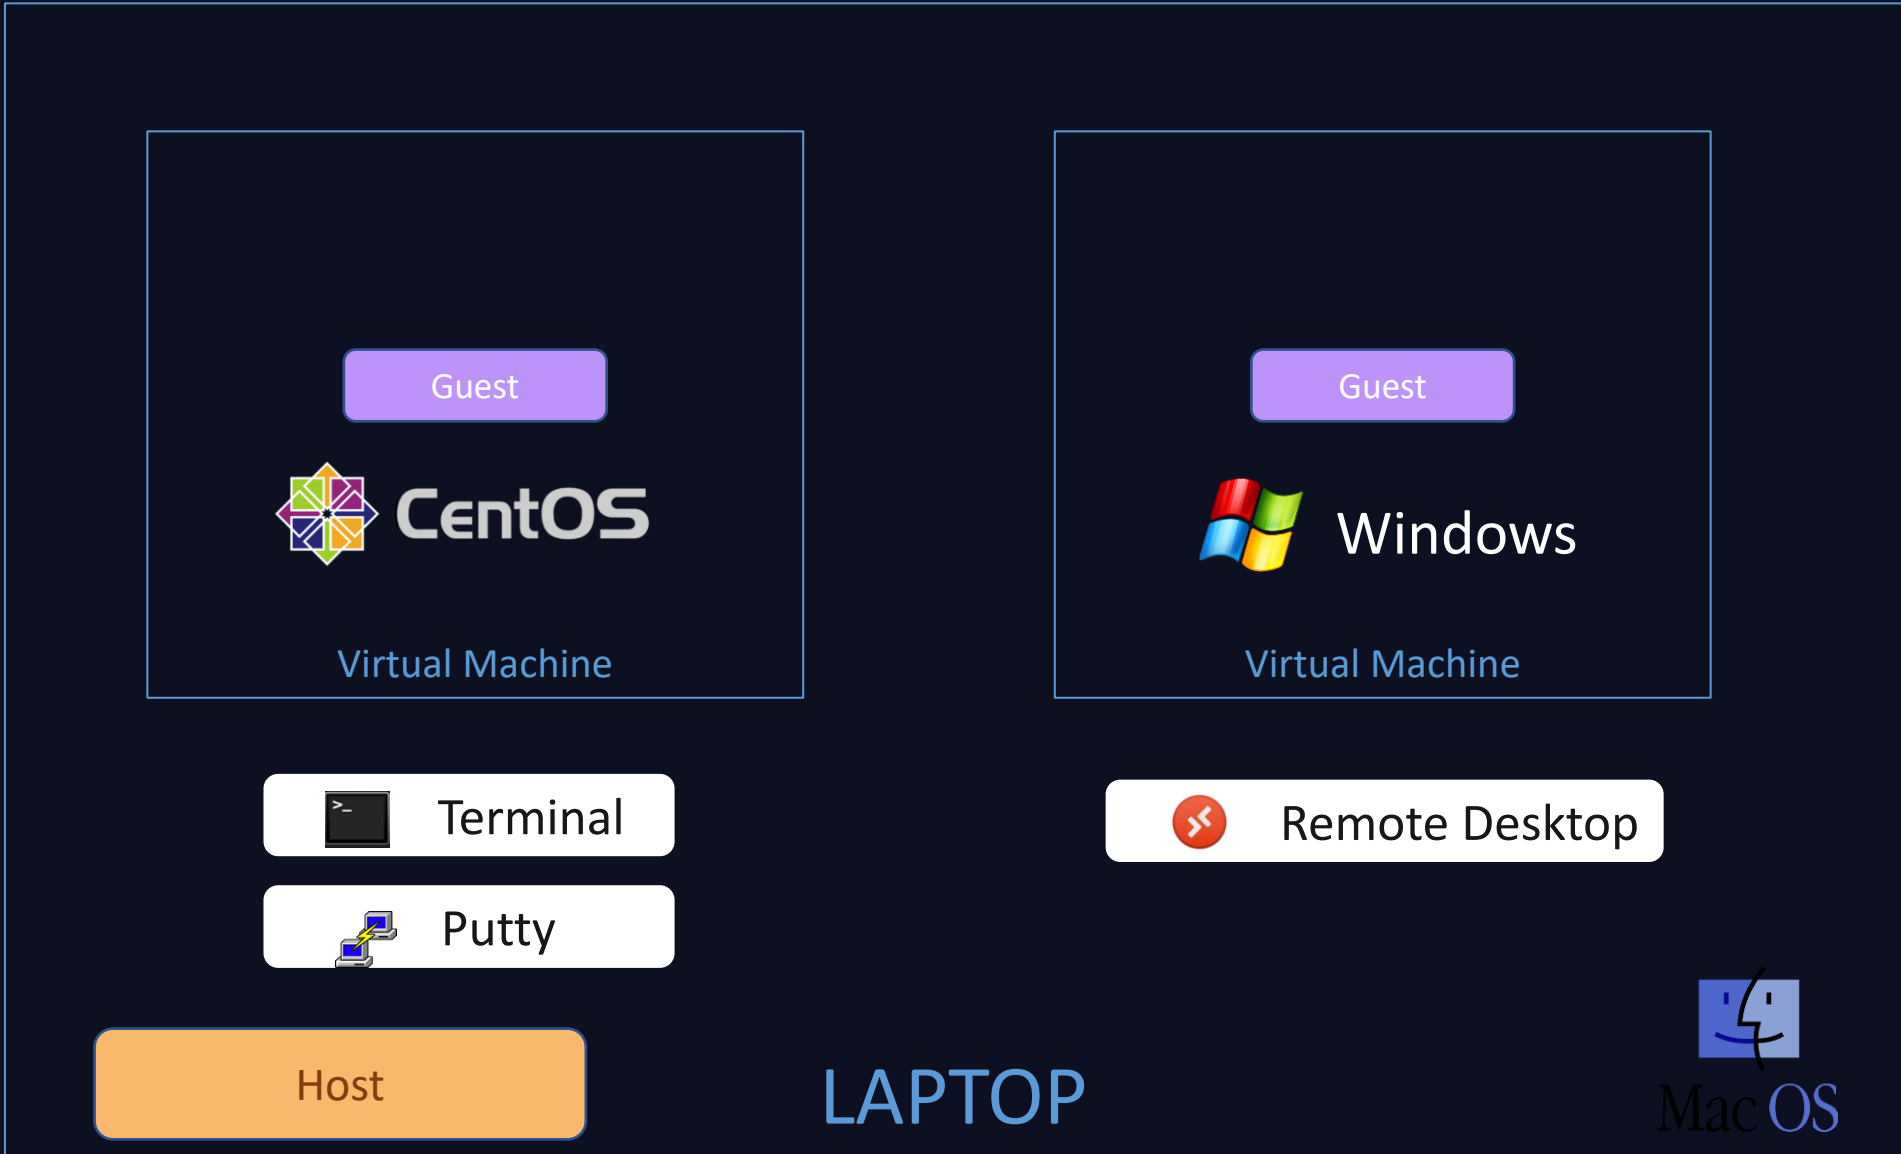 Guest
CentOS
Virtual Machine
Guest
Windows
Virtual Machine
>_
Terminal
Putty
Remote Desktop
Host
LAPTOP
Mac OS